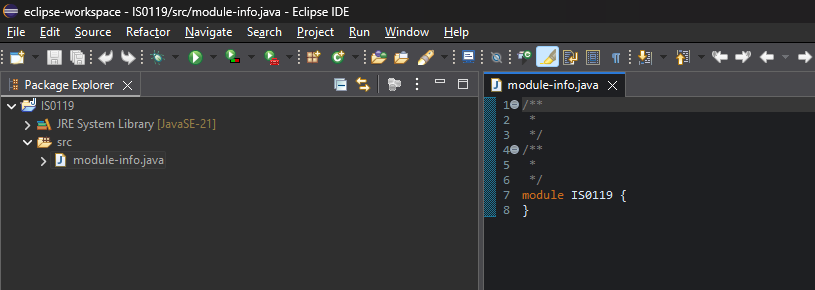 eclipse-workspace - IS0119/src/module-info.java - Eclipse IDE
File Edit Source Refactor Navigate Search Project Run Window Help
Package Explorer
IS0119
JRE System Library [JavaSE-21]
src
module-info.java
module-info.java
1 /**
2 *
3 */
4 /**
5 *
6 */
7 module IS0119 {
8 }